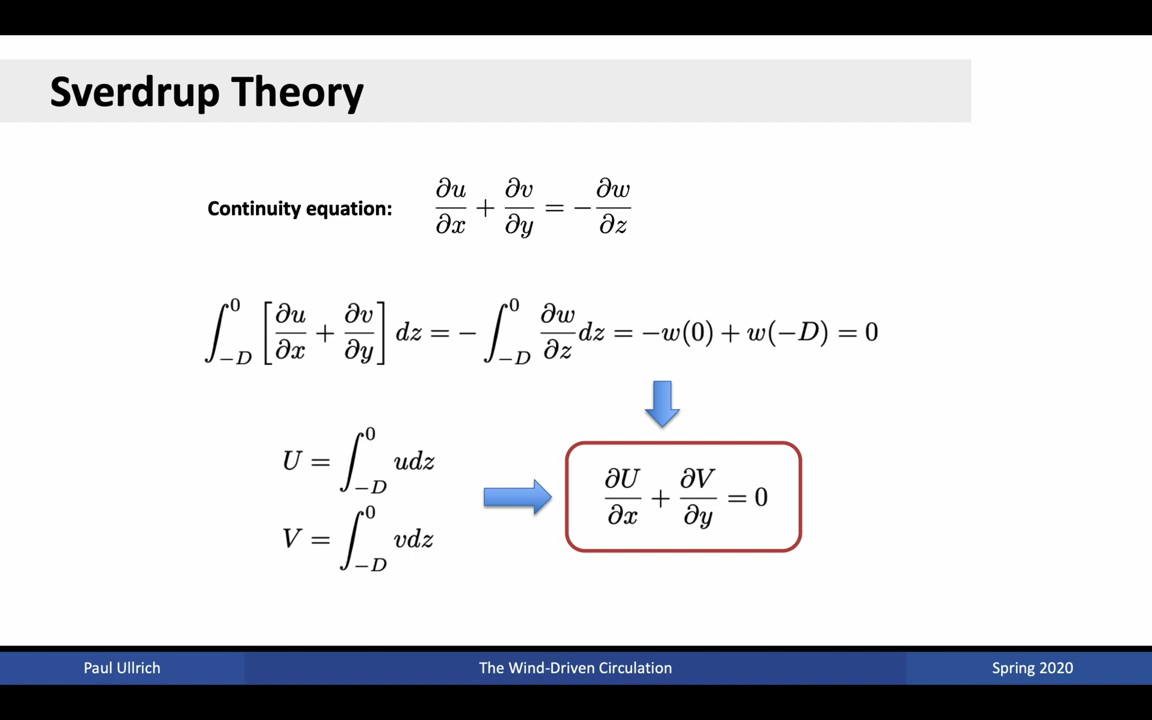 Sverdrup Theory
Continuity equation: ∂u/∂x + ∂v/∂y = −∂w/∂z
∫_{−D}^{0} [∂u/∂x + ∂v/∂y] dz = −∫_{−D}^{0} ∂w/∂z dz = −w(0) + w(−D) = 0
U = ∫_{−D}^{0} udz
V = ∫_{−D}^{0} vdz
∂U/∂x + ∂V/∂y = 0
Paul Ullrich
The Wind-Driven Circulation
Spring 2020